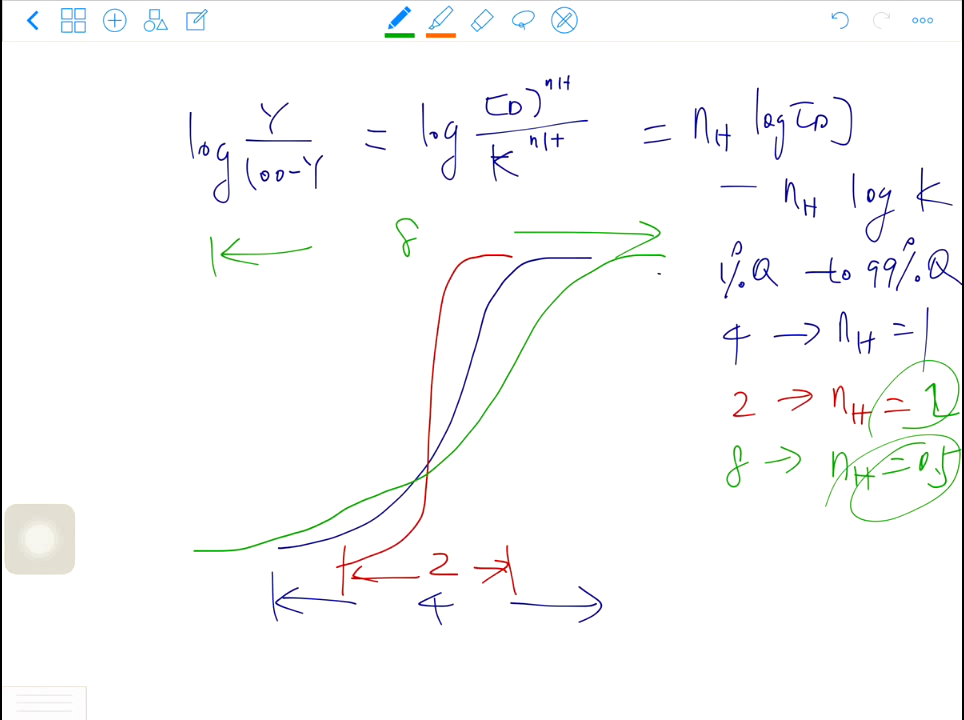 log Y / 100-Y = log [D]^nH / K^nH = nH log[D]
- nH log K
8
1% Q to 99% Q
4 → nH = 1
2 → nH = 2
8 → nH = 0.5
2
4